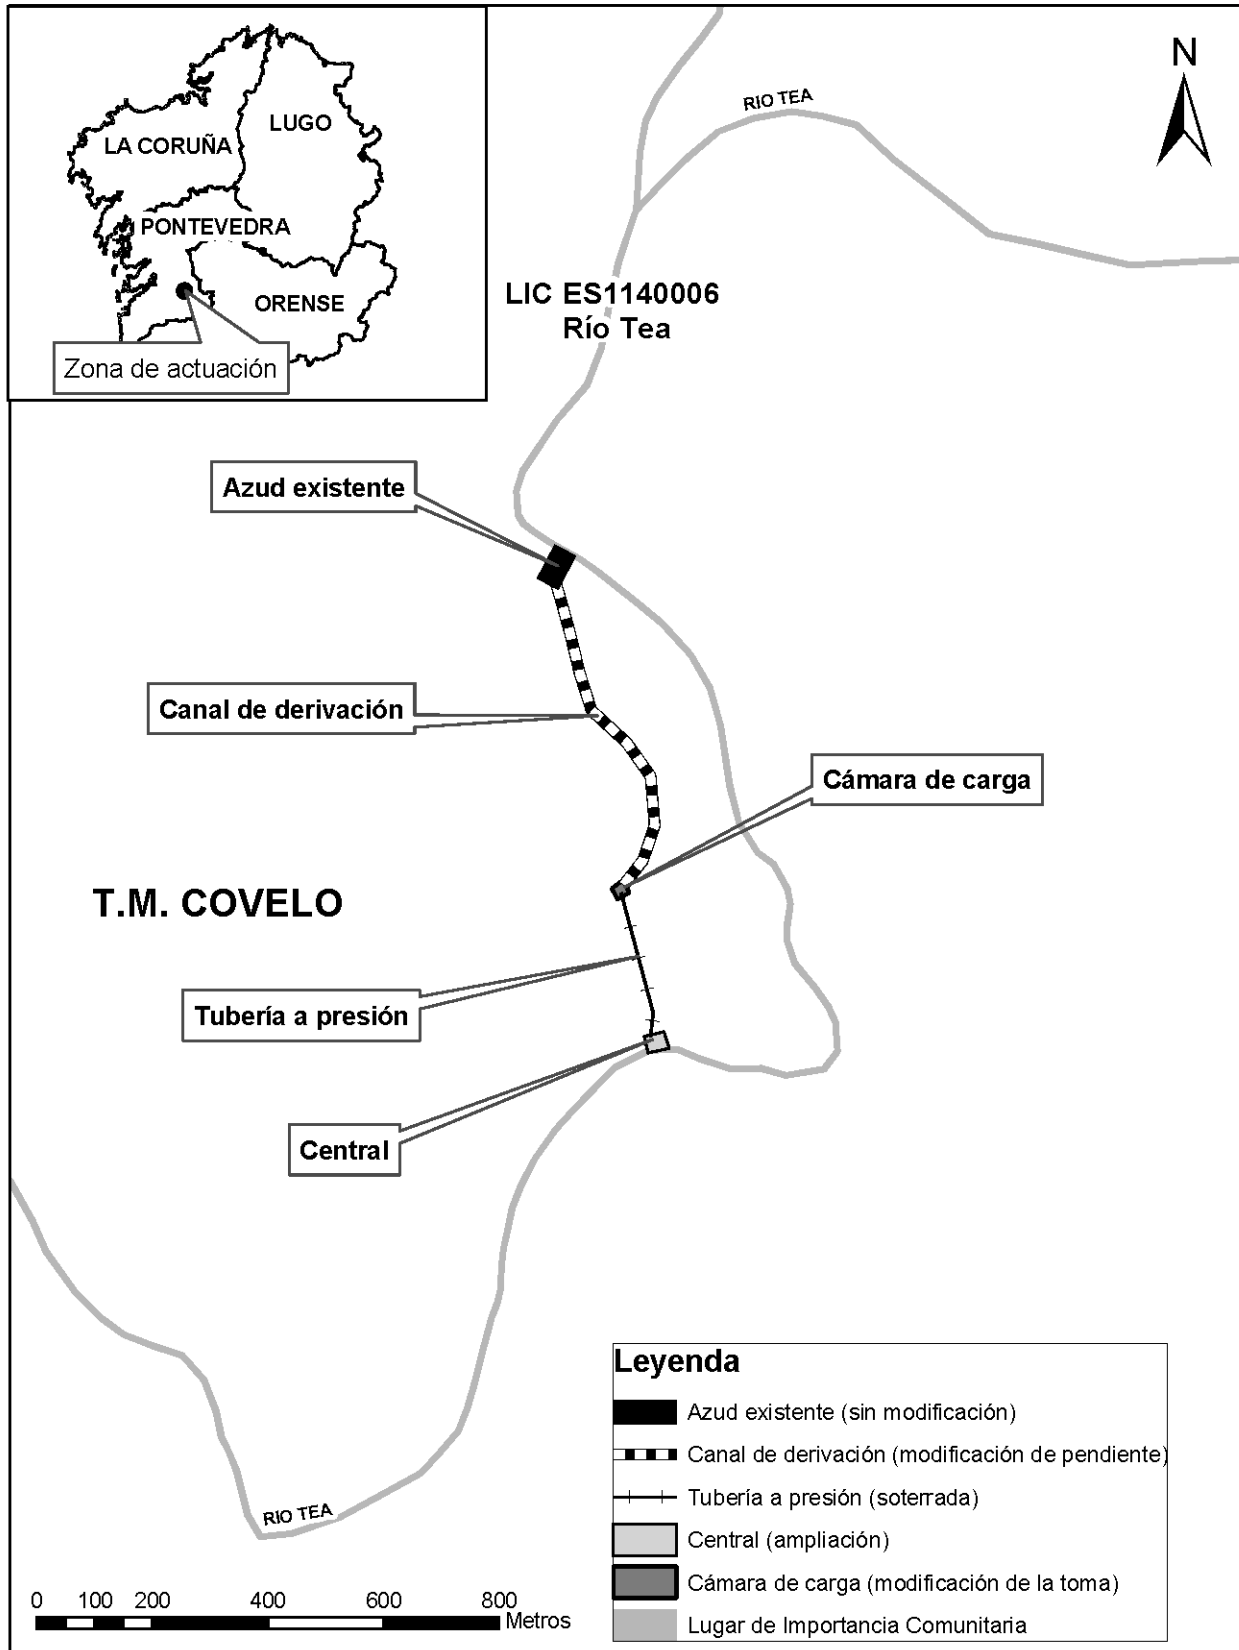 LUGO
LA CORUÑA
PONTEVEDRA
ORENSE
Zona de actuación
N
RIO TEA
LIC ES1140006
Río Tea
Azud existente
Canal de derivación
Cámara de carga
T.M. COVELO
Tubería a presión
Central
RIO TEA
Leyenda
Azud existente (sin modificación)
Canal de derivación (modificación de pendiente)
Tubería a presión (soterrada)
Central (ampliación)
Cámara de carga (modificación de la toma)
Lugar de Importancia Comunitaria
0 100 200 400 600 800
Metros